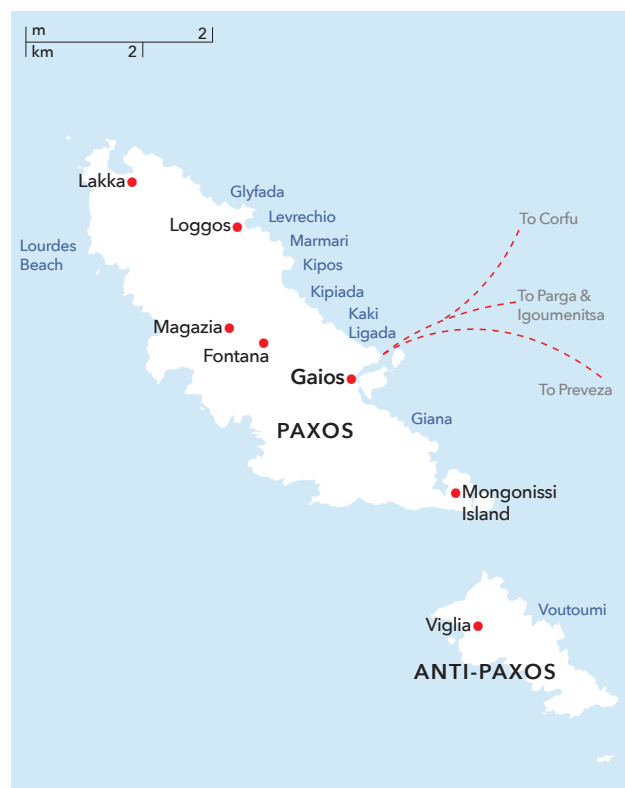 m 2
km 2
Lakka
Glyfada
Levrechio
Loggos
To Corfu
Marmari
Lourdes
Beach
Kipos
Kipiada
To Parga &
Igoumenitsa
Kaki
Ligada
Magazia
Fontana
Gaios
To Preveza
Giana
PAXOS
Mongonissi
Island
Voutoumi
Viglia
ANTI-PAXOS